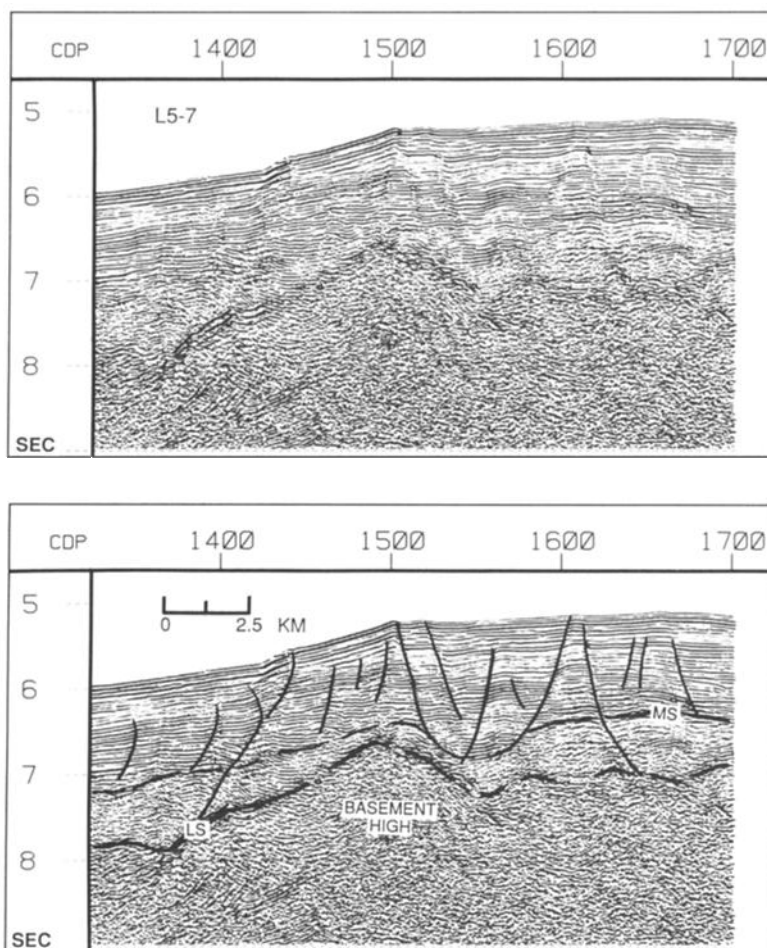 CDP 1400 1500 1600 1700
5
L5-7
6
7
8
SEC
CDP 1400 1500 1600 1700
5
0 2.5 KM
6
MS
7
BASEMENT
HIGH
LS
8
SEC